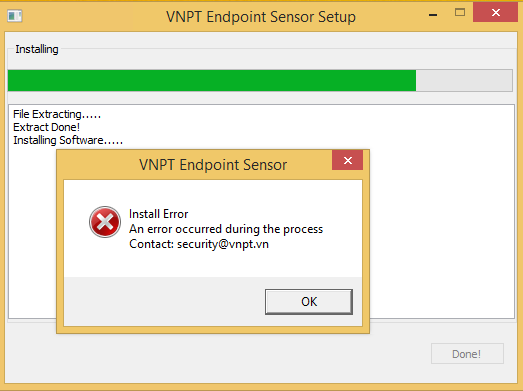 VNPT Endpoint Sensor Setup
Installing
File Extracting.....
Extract Done!
Installing Software.....
VNPT Endpoint Sensor
Install Error
An error occurred during the process
Contact: security@vnpt.vn
OK
Done!